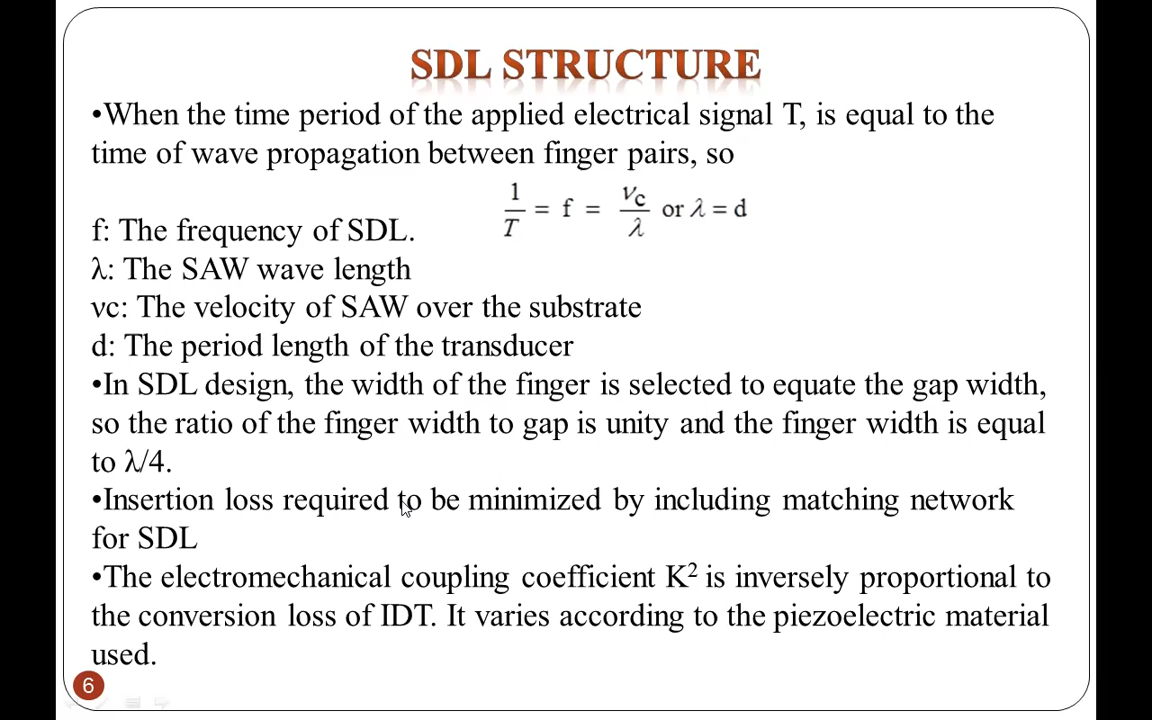 SDL STRUCTURE
•When the time period of the applied electrical signal T, is equal to the
time of wave propagation between finger pairs, so
1/T = f = νc/λ or λ = d
f: The frequency of SDL.
λ: The SAW wave length
νc: The velocity of SAW over the substrate
d: The period length of the transducer
•In SDL design, the width of the finger is selected to equate the gap width,
so the ratio of the finger width to gap is unity and the finger width is equal
to λ/4.
•Insertion loss required to be minimized by including matching network
for SDL
•The electromechanical coupling coefficient K² is inversely proportional to
the conversion loss of IDT. It varies according to the piezoelectric material
used.
6